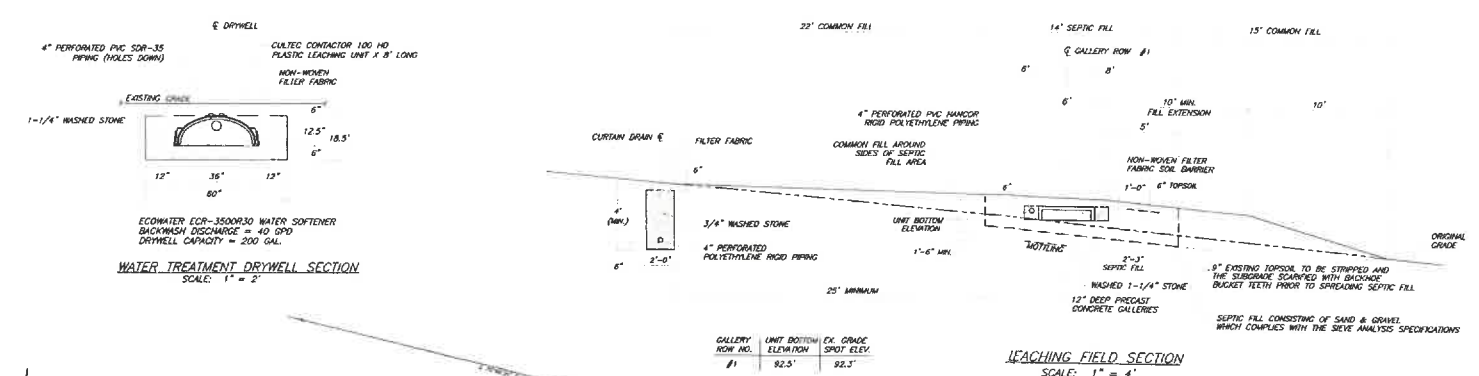 ℄ DRYWELL
4" PERFORATED PVC SDR-35
PIPING (HOLES DOWN)
CULTEC CONTACTOR 100 HD
PLASTIC LEACHING UNIT X 8' LONG
NON-WOVEN
FILTER FABRIC
EXISTING GRADE
1-1/4" WASHED STONE
6"
12.5"
18.5'
6"
12"
36"
12"
60"
ECOWATER ECR-3500R30 WATER SOFTENER
BACKWASH DISCHARGE = 40 GPD
DRYWELL CAPACITY = 200 GAL.
WATER TREATMENT DRYWELL SECTION
SCALE: 1" = 2'
22' COMMON FILL
14' SEPTIC FILL
15' COMMON FILL
℄ GALLERY ROW #1
6'
8'
6'
10' MIN.
FILL EXTENSION
10'
5'
4" PERFORATED PVC HANCOR
RIGID POLYETHYLENE PIPING
CURTAIN DRAIN ℄
FILTER FABRIC
COMMON FILL AROUND
SIDES OF SEPTIC
FILL AREA
NON-WOVEN FILTER
FABRIC SOIL BARRIER
6"
6"
1'-0"
6" TOPSOIL
4'
(MIN.)
3/4" WASHED STONE
UNIT BOTTOM
ELEVATION
4" PERFORATED
POLYETHYLENE RIGID PIPING
1'-6" MIN.
MOTTLING
6"
2'-0"
2'-3"
SEPTIC FILL
ORIGINAL
GRADE
9" EXISTING TOPSOIL TO BE STRIPPED AND
THE SUBGRADE SCARIFIED WITH BACKHOE
BUCKET TEETH PRIOR TO SPREADING SEPTIC FILL
WASHED 1-1/4" STONE
25' MINIMUM
12" DEEP PRECAST
CONCRETE GALLERIES
SEPTIC FILL CONSISTING OF SAND & GRAVEL
WHICH COMPLIES WITH THE SIEVE ANALYSIS SPECIFICATIONS
GALLERY ROW NO. UNIT BOTTOM ELEVATION EX. GRADE SPOT ELEV.
#1 92.5' 92.3'
LEACHING FIELD SECTION
SCALE: 1" = 4'